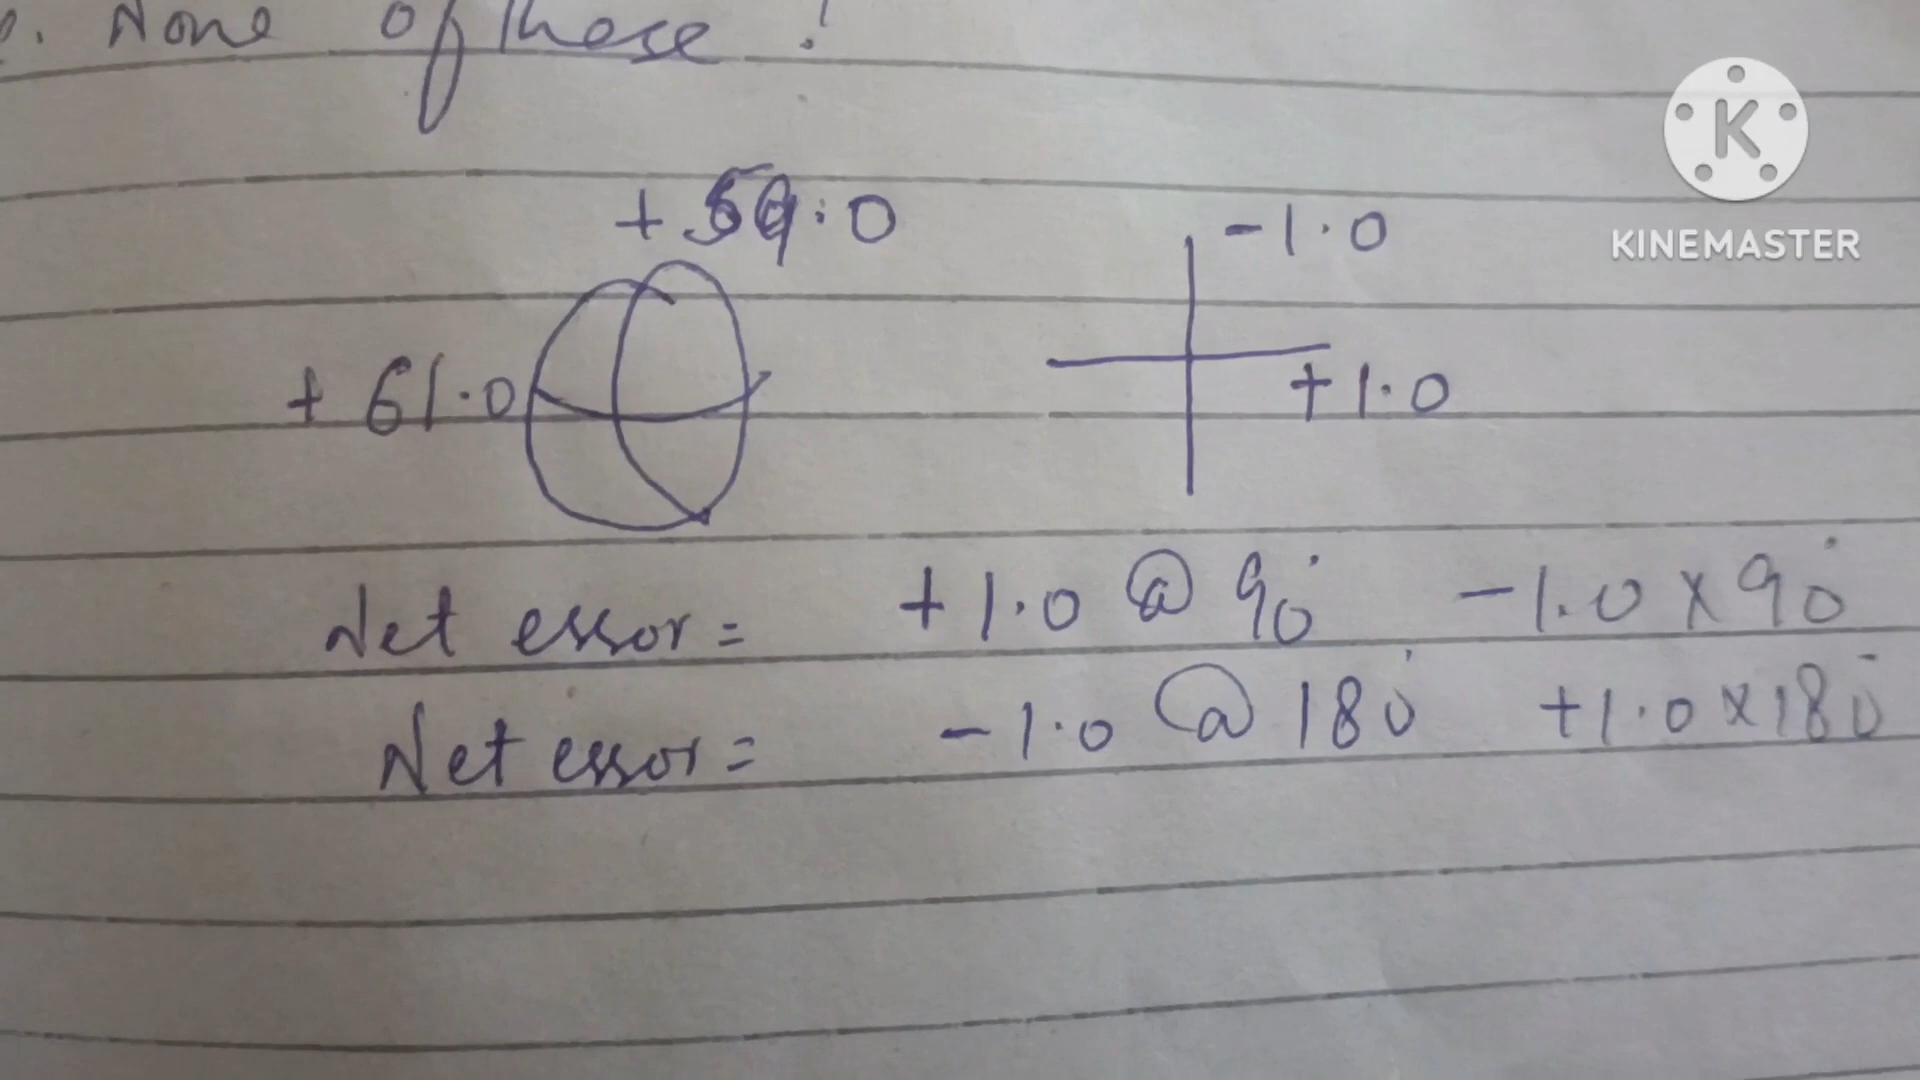 None of these !
+ 59.0
-1.0
+ 61.0
+1.0
Net error = +1.0 @ 90° -1.0 x 90°
Net error = -1.0 @ 180° +1.0 x 180°
KINEMASTER